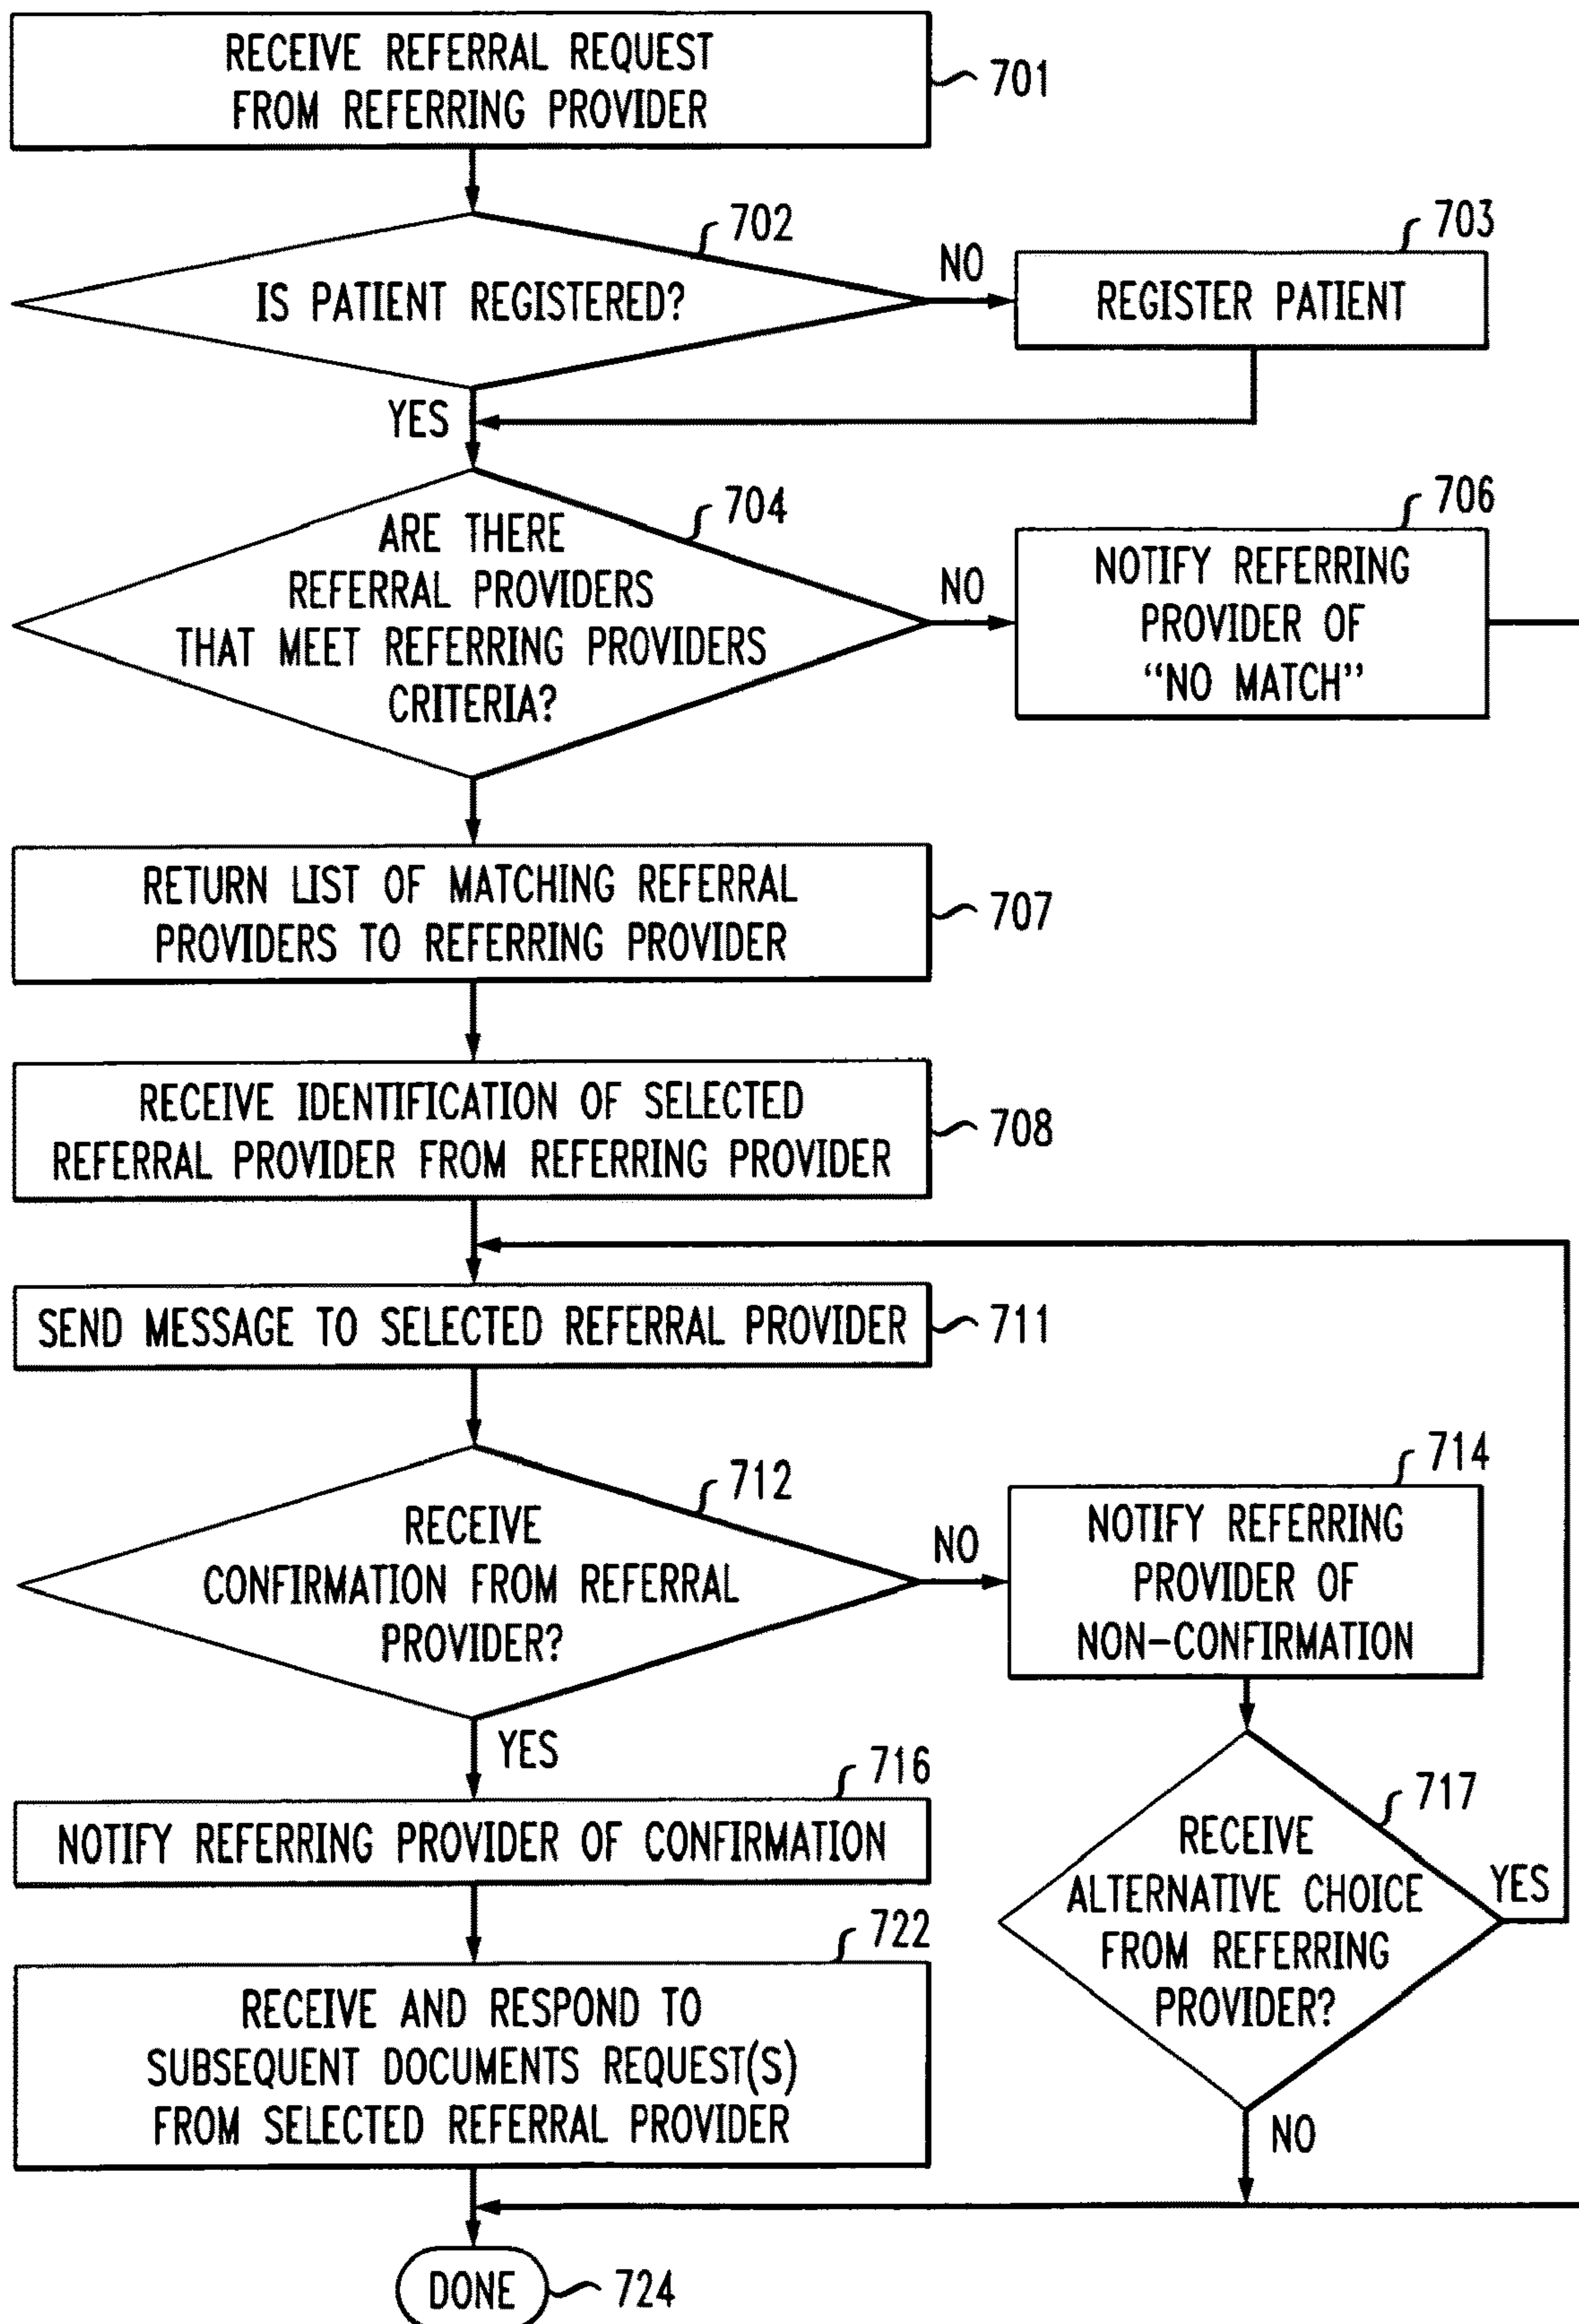 RECEIVE REFERRAL REQUEST
FROM REFERRING PROVIDER
701
702
IS PATIENT REGISTERED?
NO
703
REGISTER PATIENT
YES
704
ARE THERE
REFERRAL PROVIDERS
THAT MEET REFERRING PROVIDERS
CRITERIA?
NO
706
NOTIFY REFERRING
PROVIDER OF
“NO MATCH”
RETURN LIST OF MATCHING REFERRAL
PROVIDERS TO REFERRING PROVIDER
707
RECEIVE IDENTIFICATION OF SELECTED
REFERRAL PROVIDER FROM REFERRING PROVIDER
708
SEND MESSAGE TO SELECTED REFERRAL PROVIDER
711
712
RECEIVE
CONFIRMATION FROM REFERRAL
PROVIDER?
NO
714
NOTIFY REFERRING
PROVIDER OF
NON-CONFIRMATION
YES
716
NOTIFY REFERRING PROVIDER OF CONFIRMATION
717
RECEIVE
ALTERNATIVE CHOICE
FROM REFERRING
PROVIDER?
YES
NO
722
RECEIVE AND RESPOND TO
SUBSEQUENT DOCUMENTS REQUEST(S)
FROM SELECTED REFERRAL PROVIDER
DONE
724